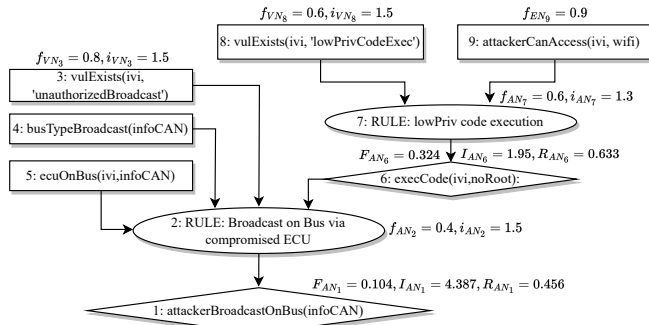 f_{VN_8} = 0.6, i_{VN_8} = 1.5
f_{EN_9} = 0.9
8: vulExists(ivi, 'lowPrivCodeExec')
9: attackerCanAccess(ivi, wifi)
f_{VN_3} = 0.8, i_{VN_3} = 1.5
3: vulExists(ivi,
'unauthorizedBroadcast')
f_{AN_7} = 0.6, i_{AN_7} = 1.3
7: RULE: lowPriv code execution
4: busTypeBroadcast(infoCAN)
F_{AN_6} = 0.324
I_{AN_6} = 1.95, R_{AN_6} = 0.633
5: ecuOnBus(ivi,infoCAN)
6: execCode(ivi,noRoot):
2: RULE: Broadcast on Bus via
compromised ECU
f_{AN_2} = 0.4, i_{AN_2} = 1.5
F_{AN_1} = 0.104, I_{AN_1} = 4.387, R_{AN_1} = 0.456
1: attackerBroadcastOnBus(infoCAN)